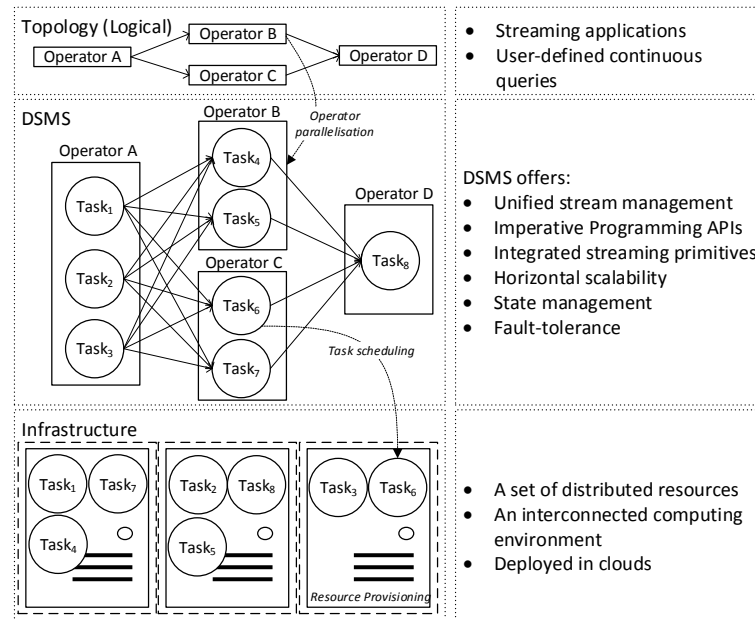 Topology (Logical)
Operator A
Operator B
Operator C
Operator D
• Streaming applications
• User-defined continuous
queries
DSMS
Operator
parallelisation
Operator A
Task1
Task2
Task3
Operator B
Task4
Task5
Operator C
Task6
Task7
Operator D
Task8
Task scheduling
DSMS offers:
• Unified stream management
• Imperative Programming APIs
• Integrated streaming primitives
• Horizontal scalability
• State management
• Fault-tolerance
Infrastructure
Task1
Task7
Task4
Task2
Task8
Task5
Task3
Task6
Resource Provisioning
• A set of distributed resources
• An interconnected computing
environment
• Deployed in clouds